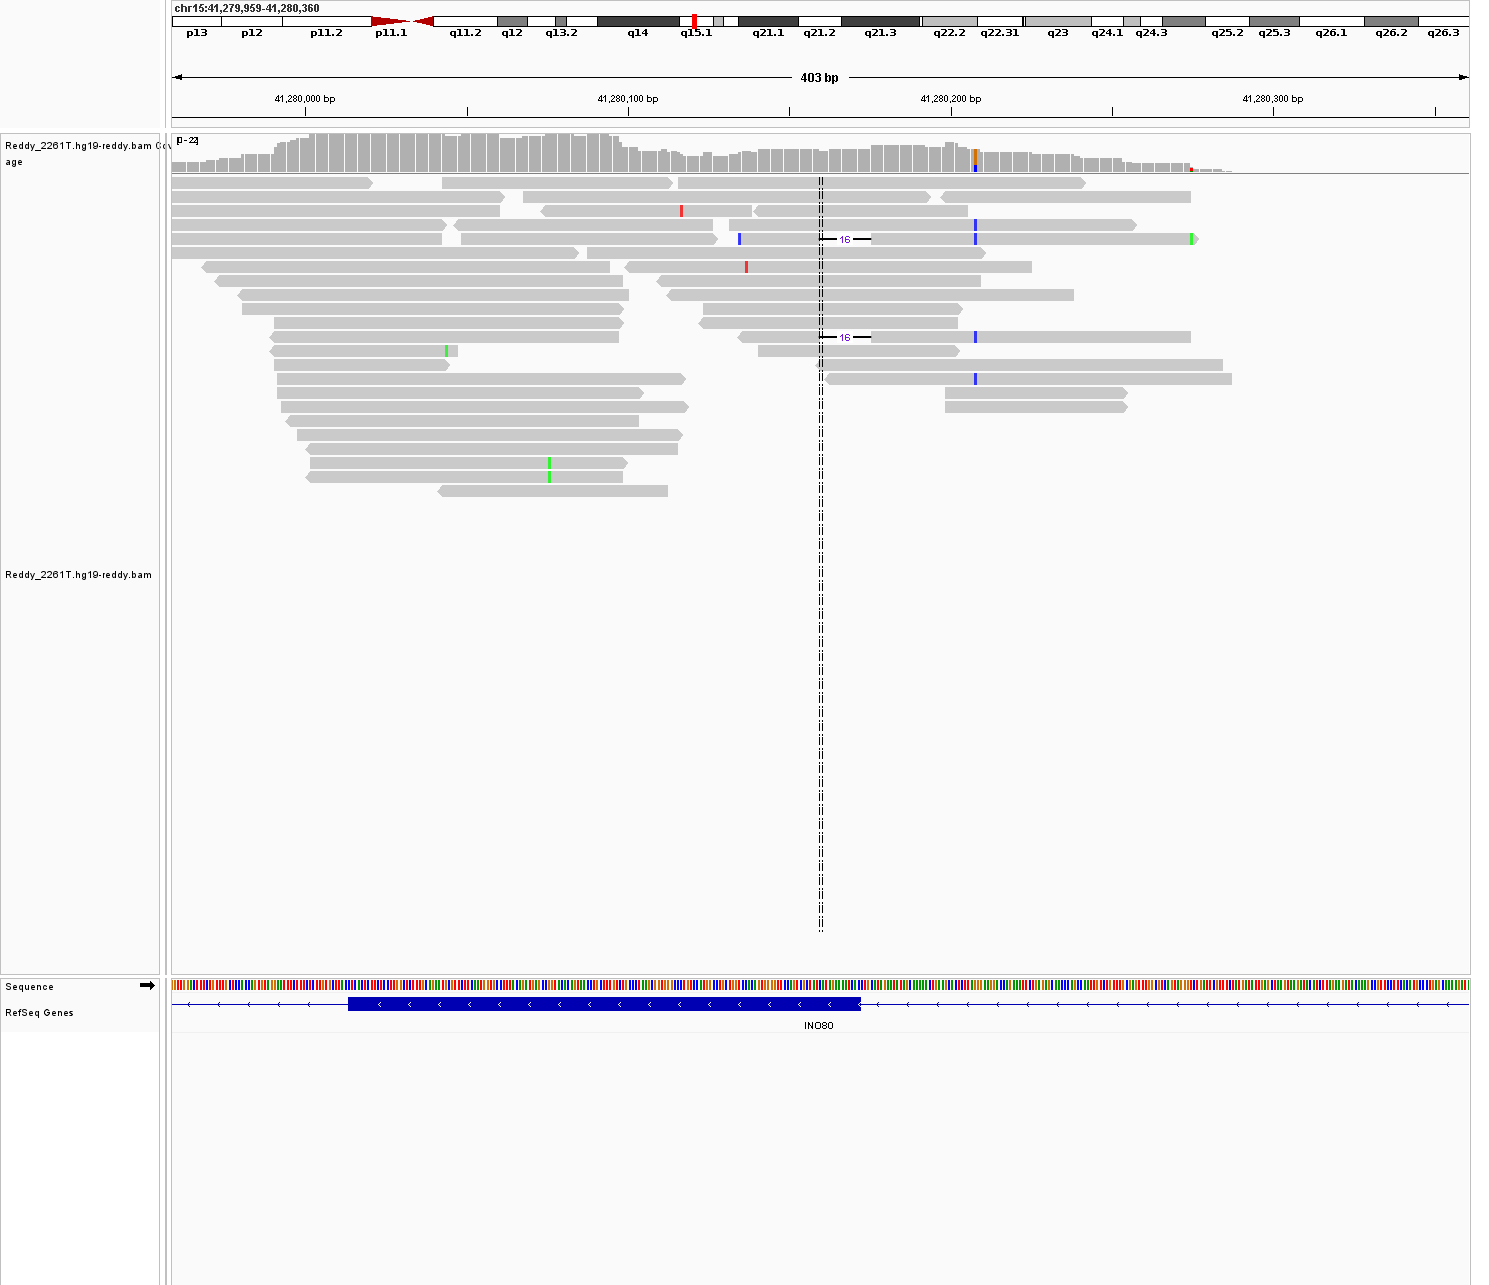 chr15:41,279,959-41,280,360
p13 p12 p11.2 p11.1 q11.2 q12 q13.2 q14 q15.1 q21.1 q21.2 q21.3 q22.2 q22.31 q23 q24.1 q24.3 q25.2 q25.3 q26.1 q26.2 q26.3
403 bp
41,280,000 bp 41,280,100 bp 41,280,200 bp 41,280,300 bp
[0-22]
Reddy_2261T.hg19-reddy.bam Cov
age
16
16
Reddy_2261T.hg19-reddy.bam
Sequence
RefSeq Genes
INO80